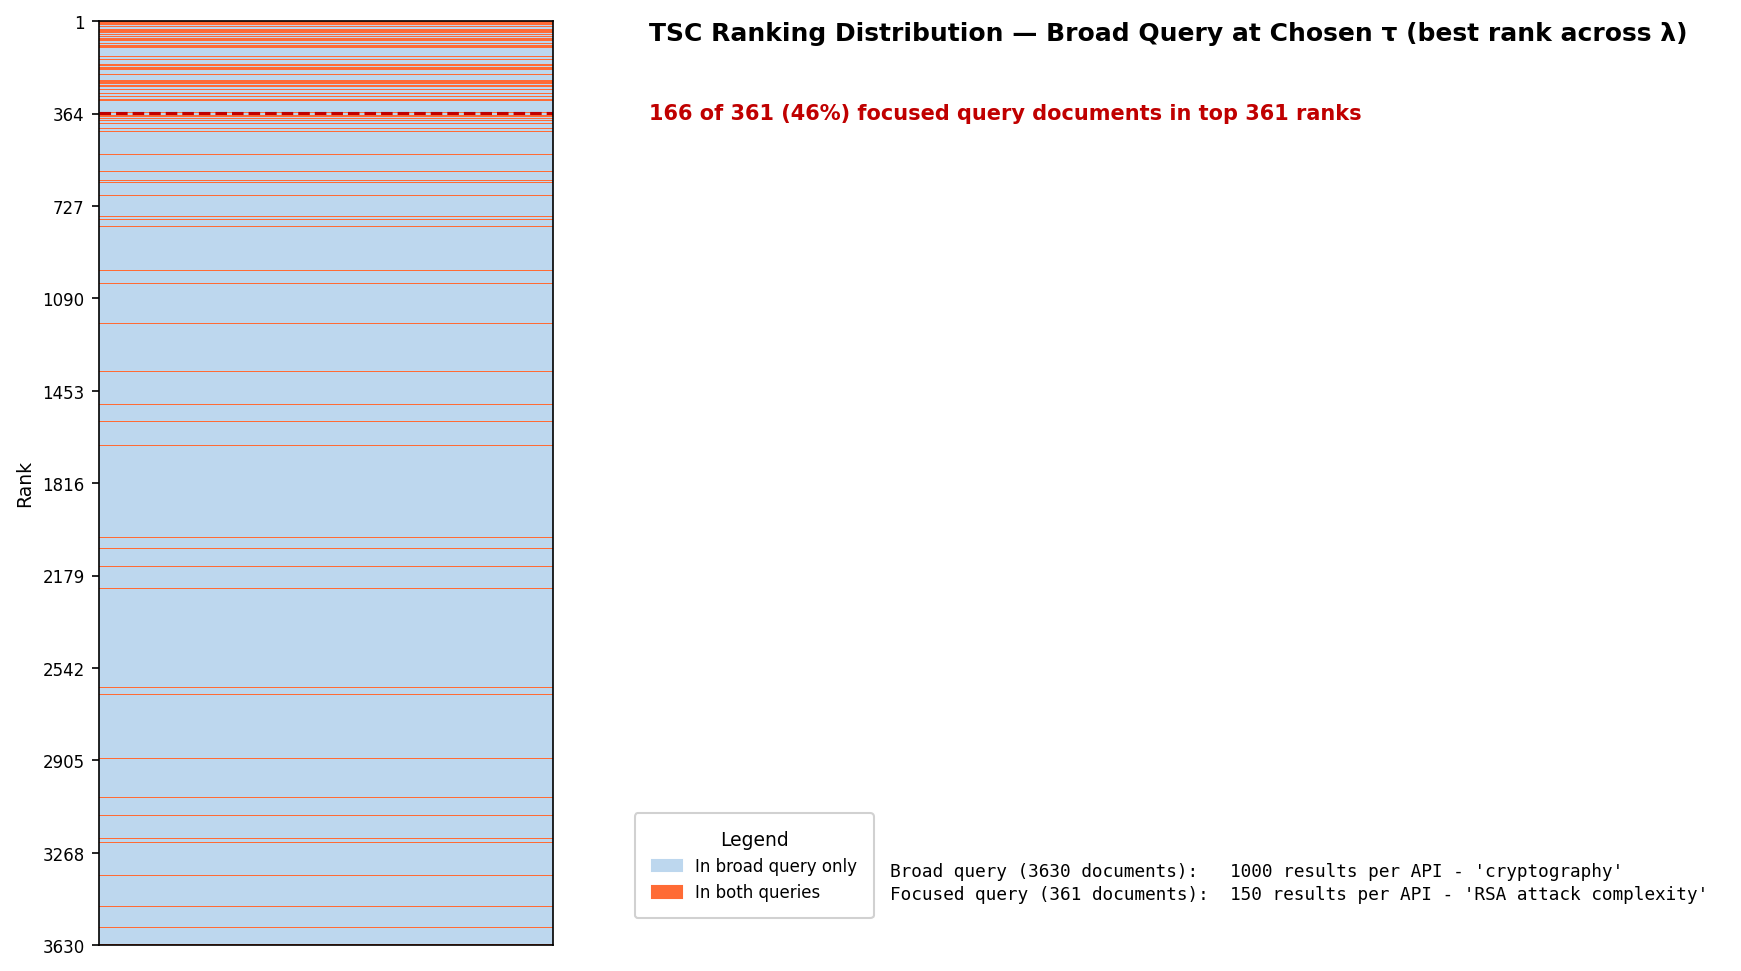 TSC Ranking Distribution — Broad Query at Chosen τ (best rank across λ)
166 of 361 (46%) focused query documents in top 361 ranks
Rank
1
364
727
1090
1453
1816
2179
2542
2905
3268
3630
Legend
In broad query only
In both queries
Broad query (3630 documents): 1000 results per API - 'cryptography'
Focused query (361 documents): 150 results per API - 'RSA attack complexity'